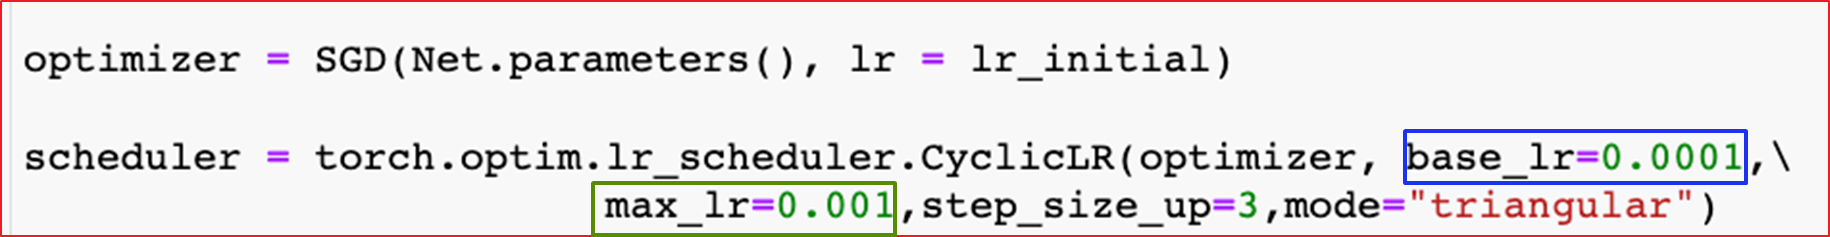 optimizer = SGD(Net.parameters(), lr = lr_initial)
scheduler = torch.optim.lr_scheduler.CyclicLR(optimizer, base_lr=0.0001,\
max_lr=0.001,step_size_up=3,mode="triangular")